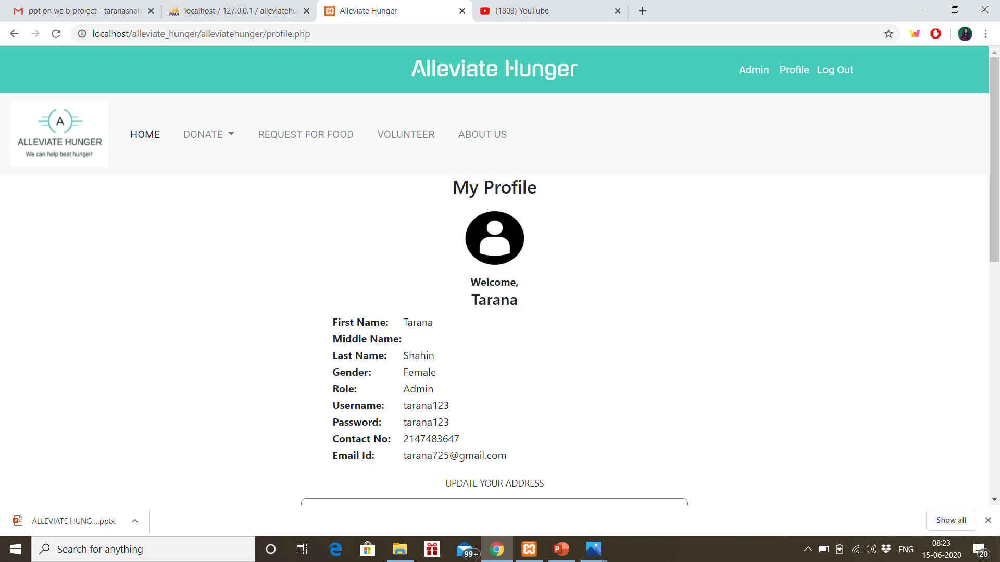 ppt on we b project - taranashah
localhost / 127.0.0.1 / alleviatehu
Alleviate Hunger
(1803) YouTube
localhost/alleviate_hunger/alleviatehunger/profile.php
Alleviate Hunger
Admin Profile Log Out
A
ALLEVIATE HUNGER
We can help beat hunger!
HOME DONATE REQUEST FOR FOOD VOLUNTEER ABOUT US
My Profile
Welcome,
Tarana
First Name: Tarana
Middle Name:
Last Name: Shahin
Gender: Female
Role: Admin
Username: tarana123
Password: tarana123
Contact No: 2147483647
Email Id: tarana725@gmail.com
UPDATE YOUR ADDRESS
ALLEVIATE HUNG....pptx
Show all
Search for anything
99+
ENG
08:23
15-06-2020
20